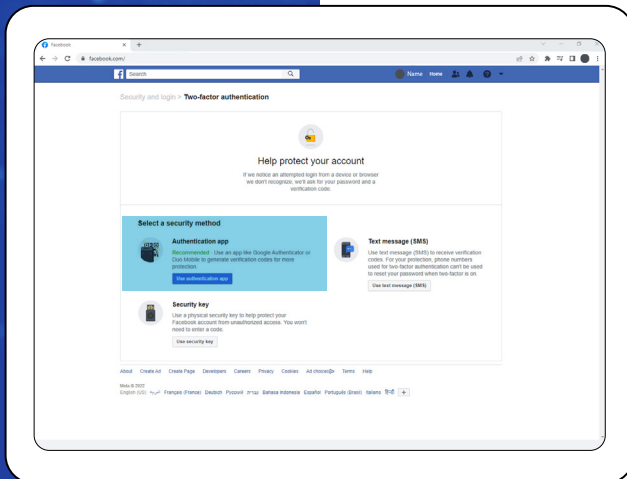 Facebook
facebook.com/
Search
Name Home
Security and login > Two-factor authentication
Help protect your account
If we notice an attempted login from a device or browser
we don't recognize, we'll ask for your password and a
verification code.
Select a security method
Authentication app
Recommended · Use an app like Google Authenticator or
Duo Mobile to generate verification codes for more
protection.
Use authentication app
Text message (SMS)
Use text message (SMS) to receive verification
codes. For your protection, phone numbers
used for two-factor authentication can't be used
to reset your password when two-factor is on.
Use text message (SMS)
Security key
Use a physical security key to help protect your
Facebook account from unauthorized access. You won't
need to enter a code.
Use security key
About Create Ad Create Page Developers Careers Privacy Cookies Ad choices Terms Help
Meta © 2022
English (US) العربية Français (France) Deutsch Русский עברית Bahasa Indonesia Español Português (Brasil) Italiano हिन्दी +